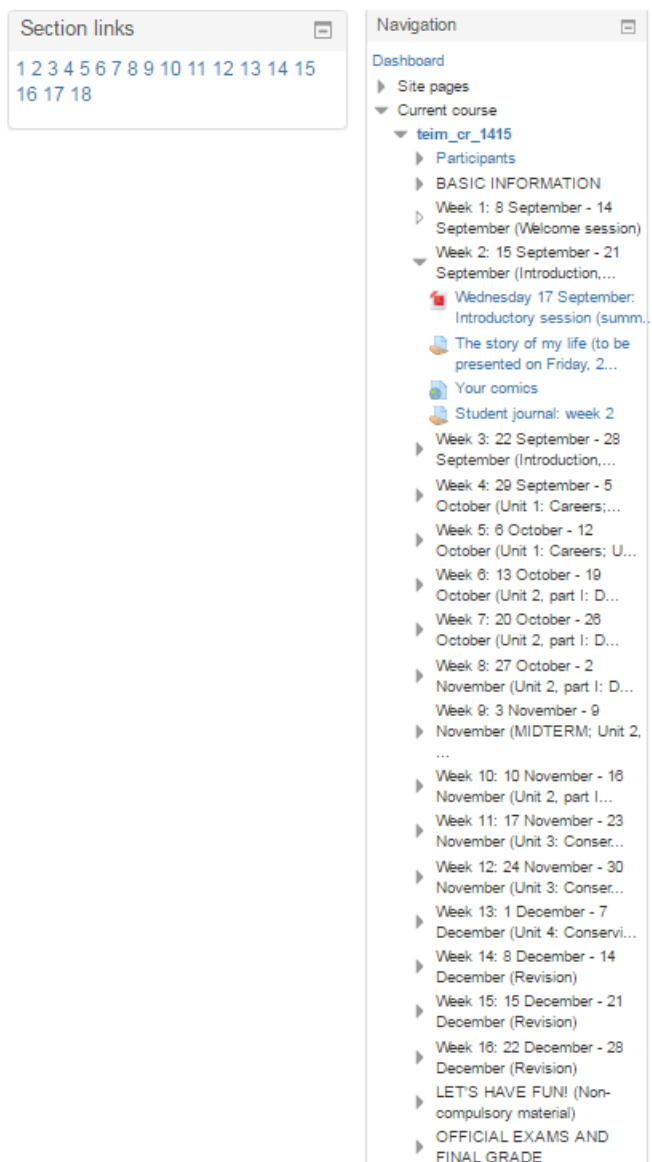 Section links
1 2 3 4 5 6 7 8 9 10 11 12 13 14 15
16 17 18
Navigation
Dashboard
Site pages
Current course
teim_cr_1415
Participants
BASIC INFORMATION
Week 1: 8 September - 14
September (Welcome session)
Week 2: 15 September - 21
September (Introduction,...
Wednesday 17 September:
Introductory session (summ..
The story of my life (to be
presented on Friday, 2...
Your comics
Student journal: week 2
Week 3: 22 September - 28
September (Introduction,...
Week 4: 29 September - 5
October (Unit 1: Careers;...
Week 5: 6 October - 12
October (Unit 1: Careers; U...
Week 6: 13 October - 19
October (Unit 2, part I: D...
Week 7: 20 October - 26
October (Unit 2, part I: D...
Week 8: 27 October - 2
November (Unit 2, part I: D...
Week 9: 3 November - 9
November (MIDTERM; Unit 2,
...
Week 10: 10 November - 16
November (Unit 2, part I...
Week 11: 17 November - 23
November (Unit 3: Conser...
Week 12: 24 November - 30
November (Unit 3: Conser...
Week 13: 1 December - 7
December (Unit 4: Conservi...
Week 14: 8 December - 14
December (Revision)
Week 15: 15 December - 21
December (Revision)
Week 16: 22 December - 28
December (Revision)
LET'S HAVE FUN! (Non-
compulsory material)
OFFICIAL EXAMS AND
FINAL GRADE